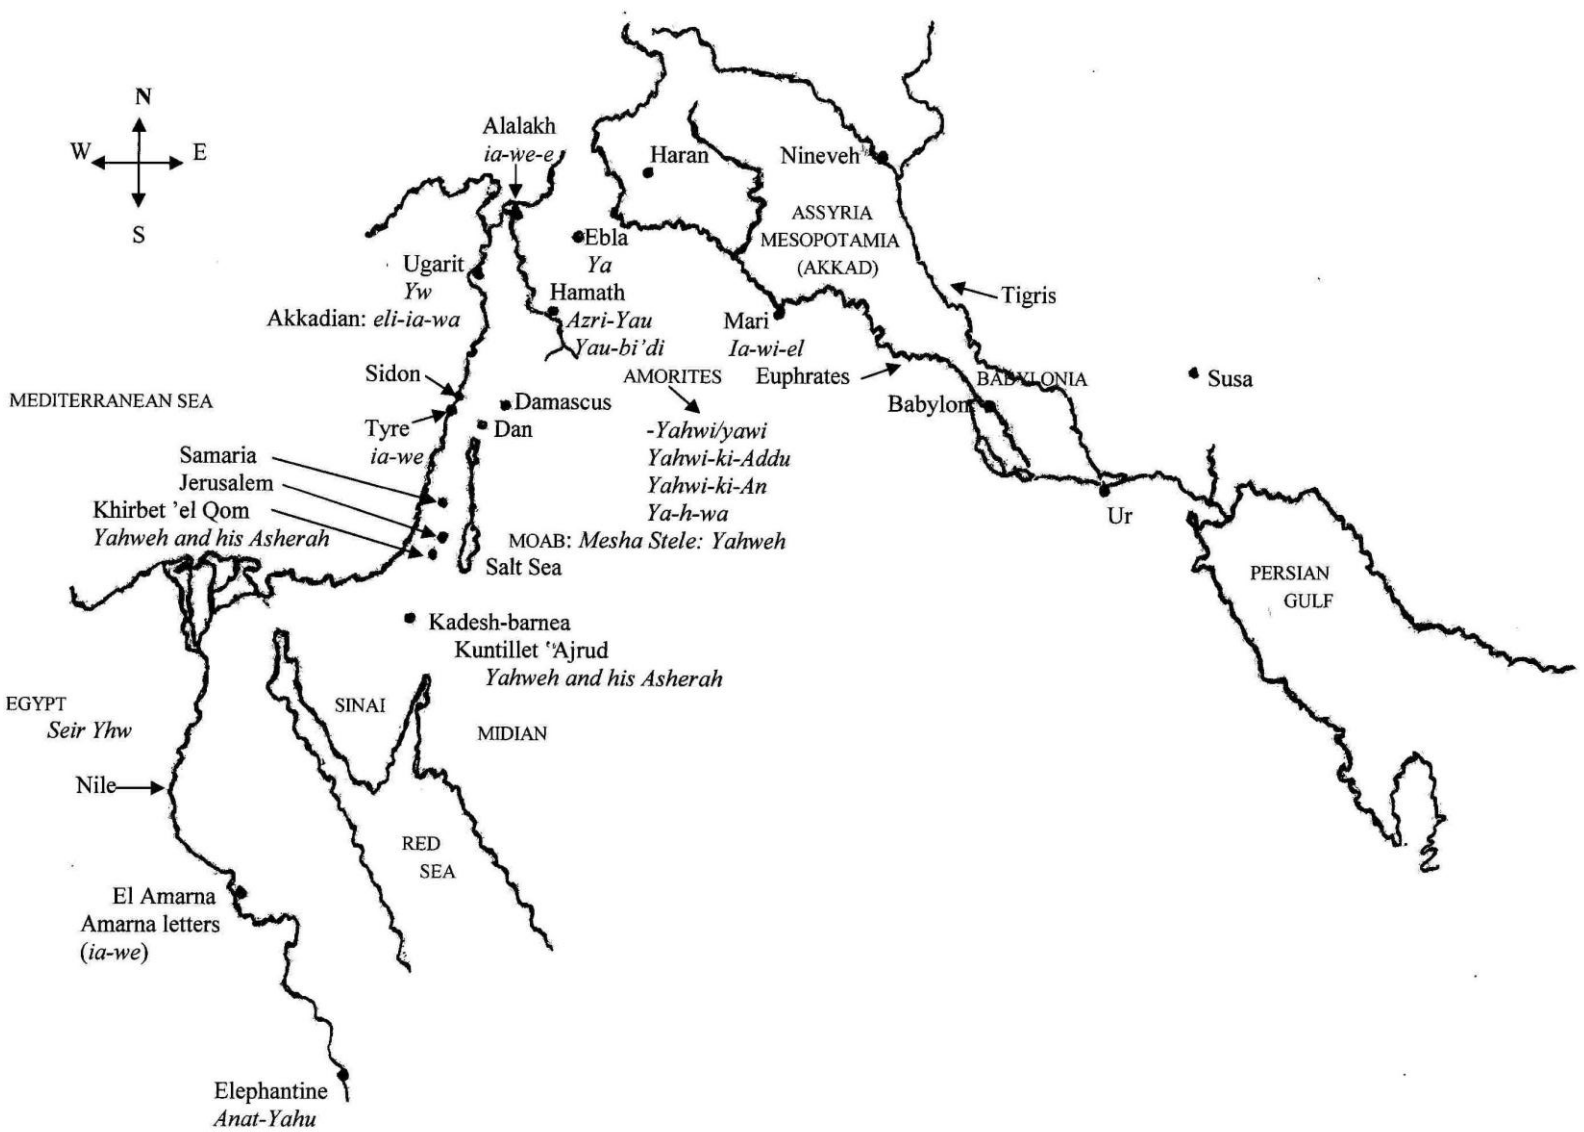 N
W E
S
Alalakh
ia-we-e
Haran
Nineveh
ASSYRIA
MESOPOTAMIA
(AKKAD)
Ebla
Ya
Ugarit
Yw
Akkadian: eli-ia-wa
Hamath
Azri-Yau
Yau-bi’di
Tigris
Mari
Ia-wi-el
Euphrates
BABYLONIA
Babylon
Susa
Ur
AMORITES
-Yahwi/yawi
Yahwi-ki-Addu
Yahwi-ki-An
Ya-h-wa
MEDITERRANEAN SEA
Sidon
Tyre
ia-we
Damascus
Dan
Samaria
Jerusalem
Khirbet ’el Qom
Yahweh and his Asherah
MOAB: Mesha Stele: Yahweh
Salt Sea
PERSIAN
GULF
Kadesh-barnea
Kuntillet ‘Ajrud
Yahweh and his Asherah
EGYPT
Seir Yhw
SINAI
MIDIAN
Nile
RED
SEA
El Amarna
Amarna letters
(ia-we)
Elephantine
Anat-Yahu